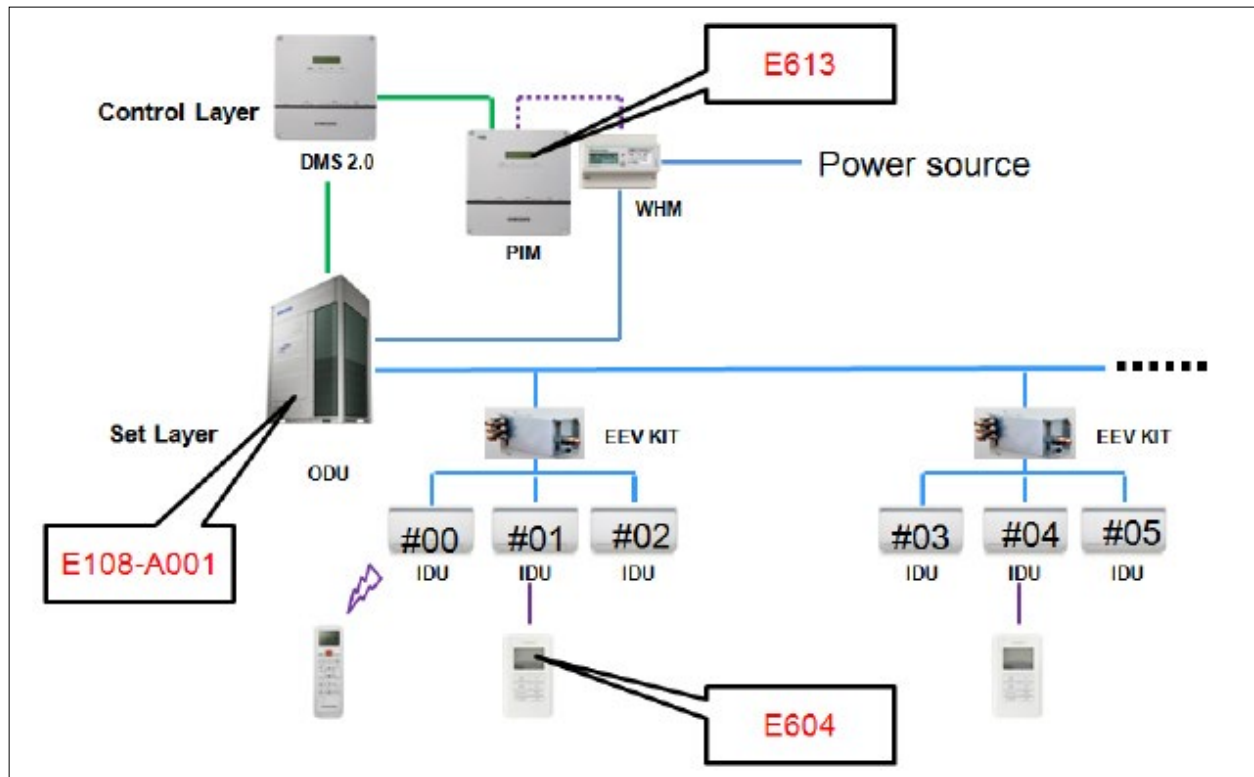 E613
Control Layer
DMS 2.0
Power source
WHM
PIM
Set Layer
ODU
EEV KIT
EEV KIT
#00
#01
#02
#03
#04
#05
IDU
IDU
IDU
IDU
IDU
IDU
E108-A001
E604